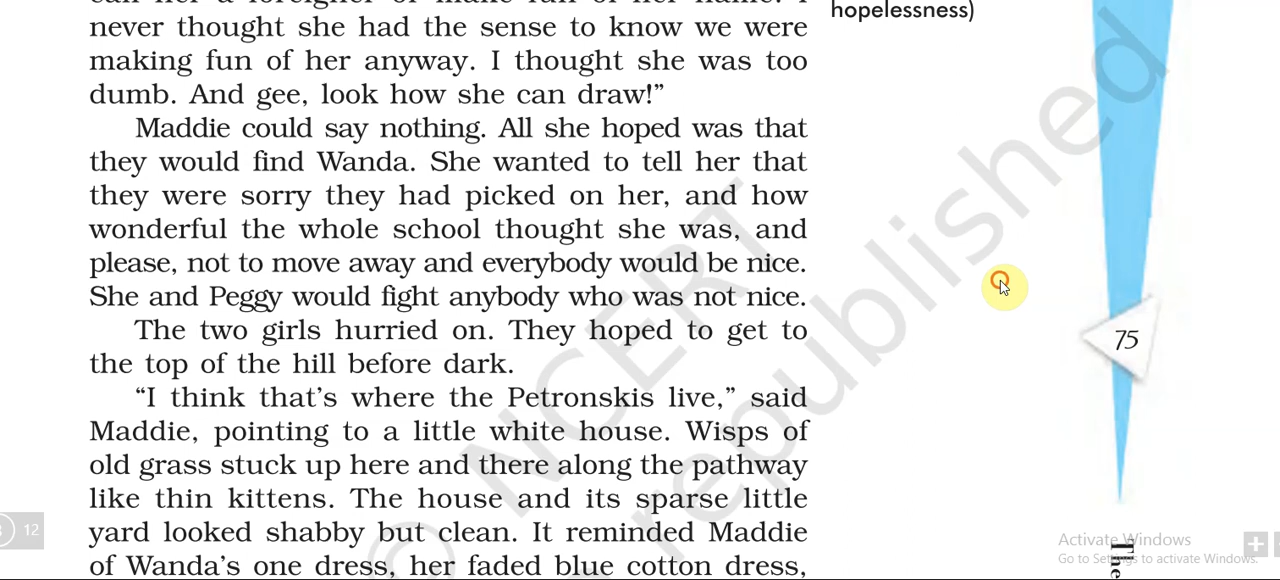 never thought she had the sense to know we were
making fun of her anyway. I thought she was too
dumb. And gee, look how she can draw!”
Maddie could say nothing. All she hoped was that
they would find Wanda. She wanted to tell her that
they were sorry they had picked on her, and how
wonderful the whole school thought she was, and
please, not to move away and everybody would be nice.
She and Peggy would fight anybody who was not nice.
The two girls hurried on. They hoped to get to
the top of the hill before dark.
“I think that’s where the Petronskis live,” said
Maddie, pointing to a little white house. Wisps of
old grass stuck up here and there along the pathway
like thin kittens. The house and its sparse little
yard looked shabby but clean. It reminded Maddie
of Wanda’s one dress, her faded blue cotton dress,
hopelessness)
75
The
12
© NCERT
republished
Activate Windows
Go to Settings to activate Windows.